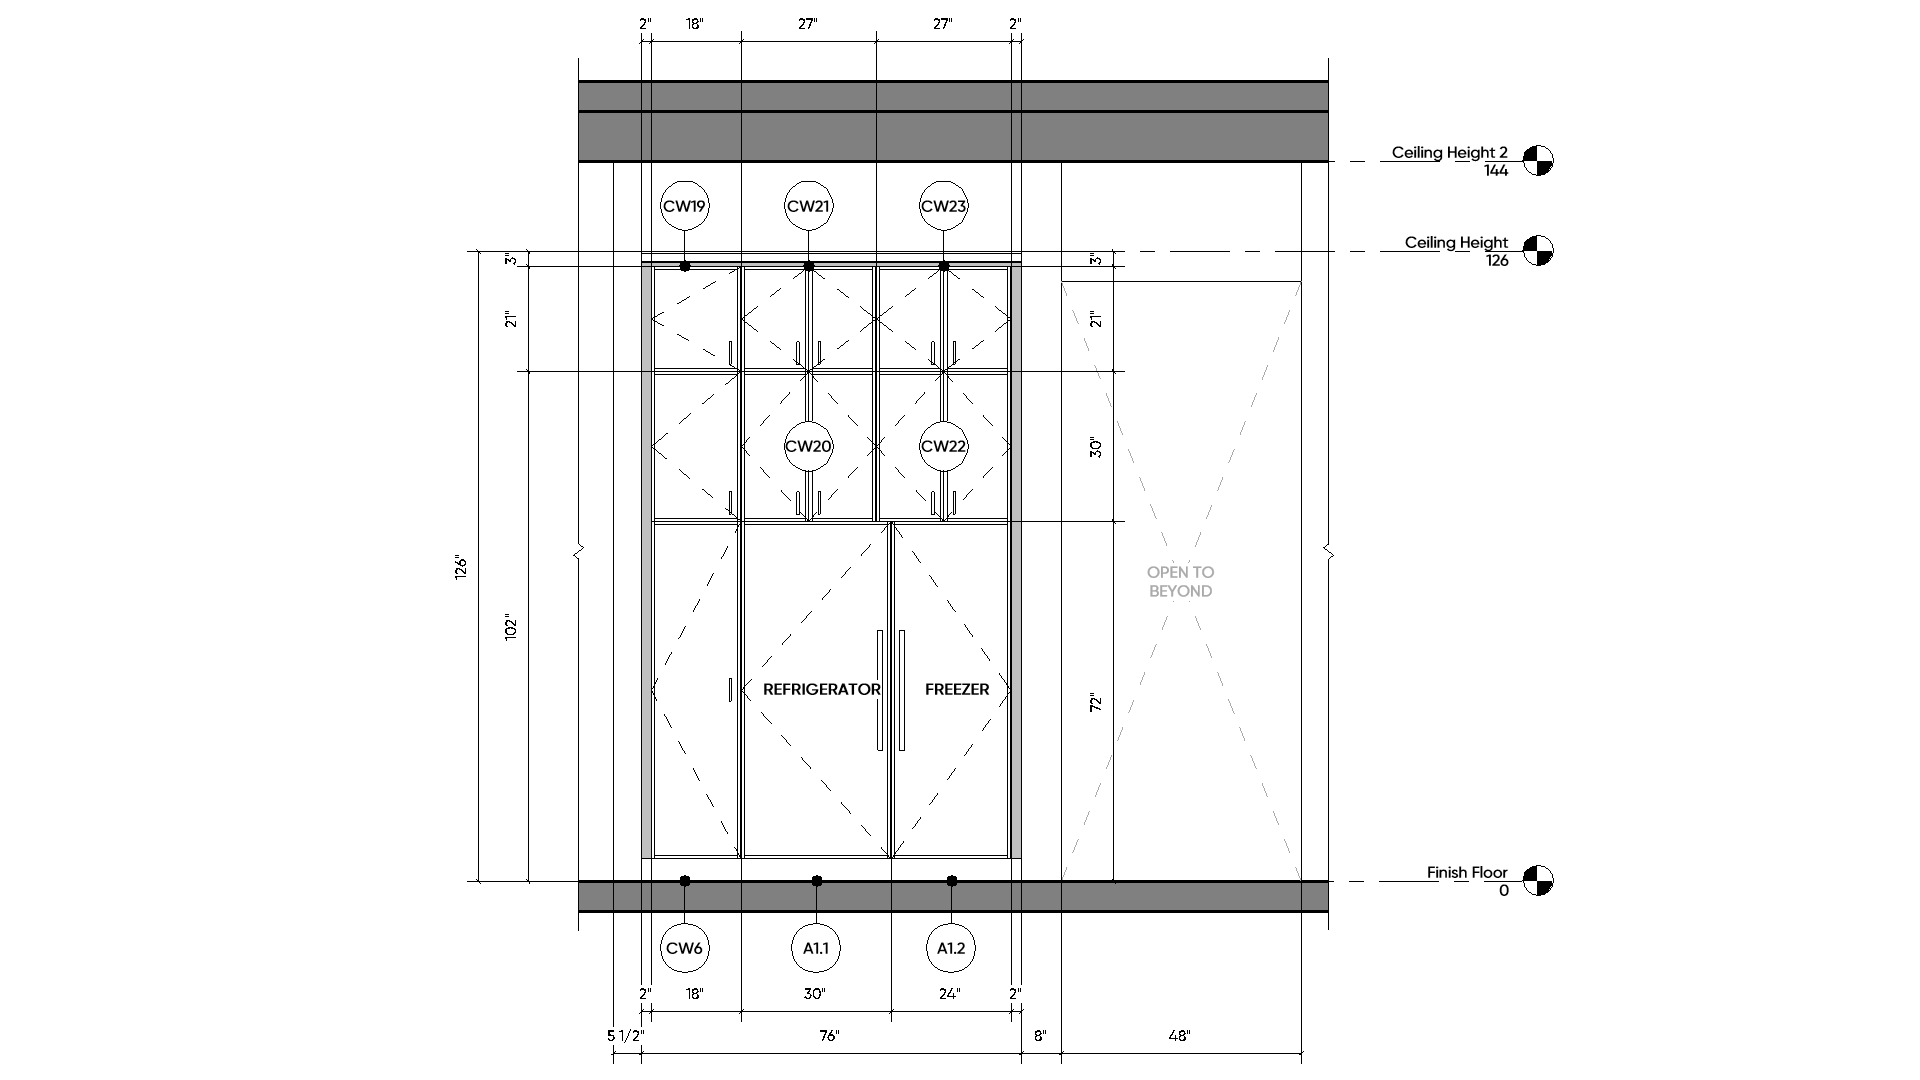 2" 18" 27" 27" 2"
Ceiling Height 2
144
CW19 CW21 CW23
Ceiling Height
126
3" 3"
21" 21"
30"
CW20 CW22
126"
OPEN TO
BEYOND
102"
REFRIGERATOR FREEZER
72"
Finish Floor
0
CW6 A1.1 A1.2
2" 18" 30" 24" 2"
5 1/2" 76" 8" 48"